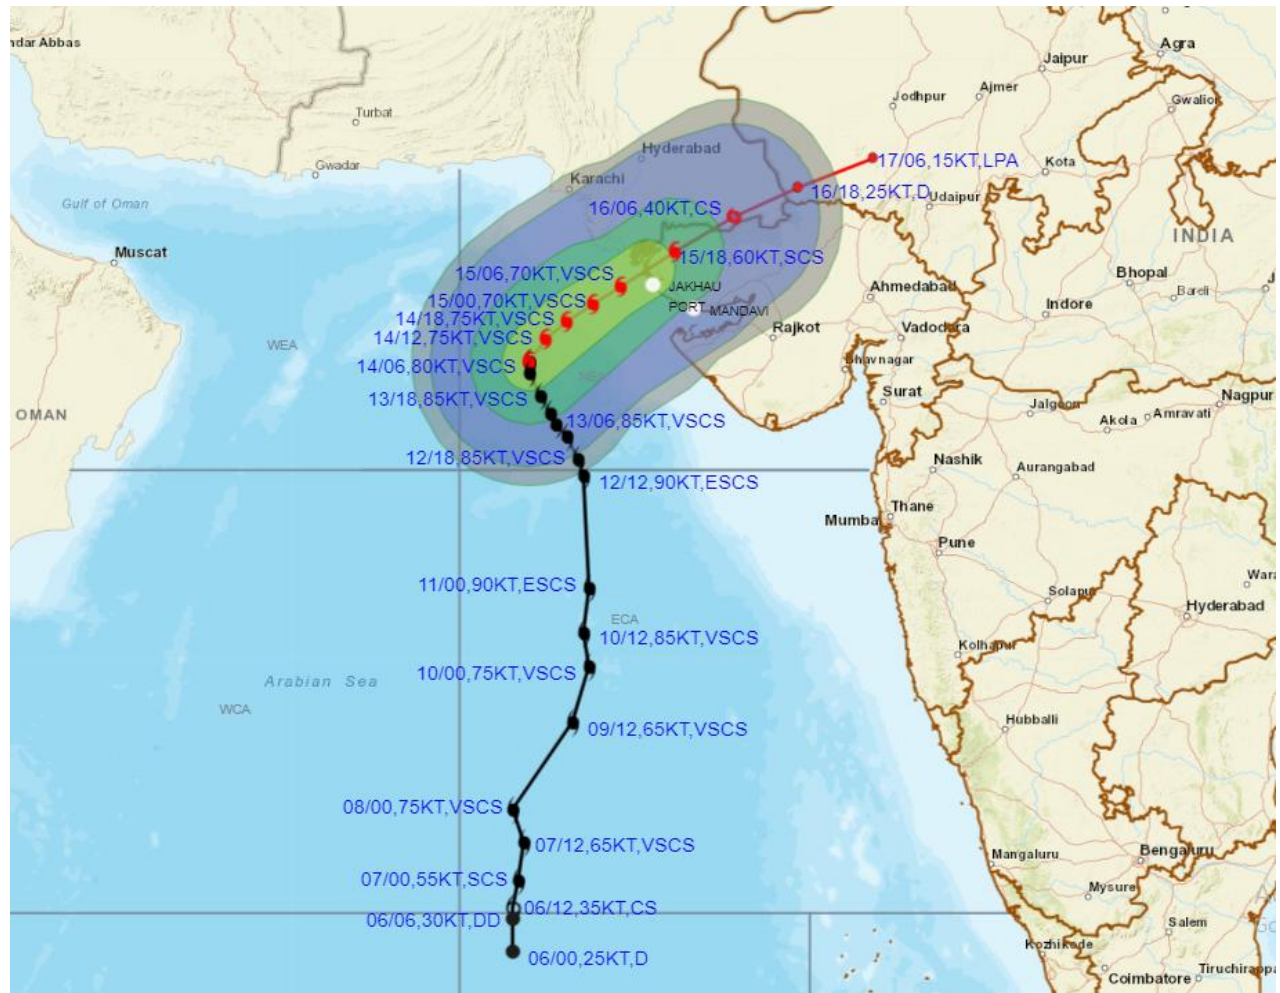 ndar Abbas
Agra
Jaipur
Ajmer
Jodhpur
Gwalior
Turbat
Hyderabad
Gwadar
Karachi
Kota
17/06,15KT,LPA
16/18,25KT,D
Udaipur
Gulf of Oman
16/06,40KT,CS
INDIA
Muscat
15/18,60KT,SCS
15/06,70KT,VSCS
JAKHAU
PORT
MANDAVI
Bhopal
Bareli
Ahmedabad
Indore
15/00,70KT,VSCS
14/18,75KT,VSCS
Rajkot
Vadodara
14/12,75KT,VSCS
WEA
14/06,80KT,VSCS
Bhavnagar
Surat
Nagpur
13/18,85KT,VSCS
Jalgaon
Akola
Amravati
OMAN
13/06,85KT,VSCS
12/18,85KT,VSCS
Nashik
Aurangabad
12/12,90KT,ESCS
Thane
Mumba
Pune
11/00,90KT,ESCS
Solapur
Wara
Hyderabad
ECA
10/12,85KT,VSCS
Kolhapur
10/00,75KT,VSCS
Arabian Sea
WCA
Hubballi
09/12,65KT,VSCS
08/00,75KT,VSCS
07/12,65KT,VSCS
Mangaluru
Bengaluru
07/00,55KT,SCS
Mysuru
06/12,35KT,CS
06/06,30KT,DD
Salem
Kozhikode
06/00,25KT,D
Coimbatore
Tiruchirappa